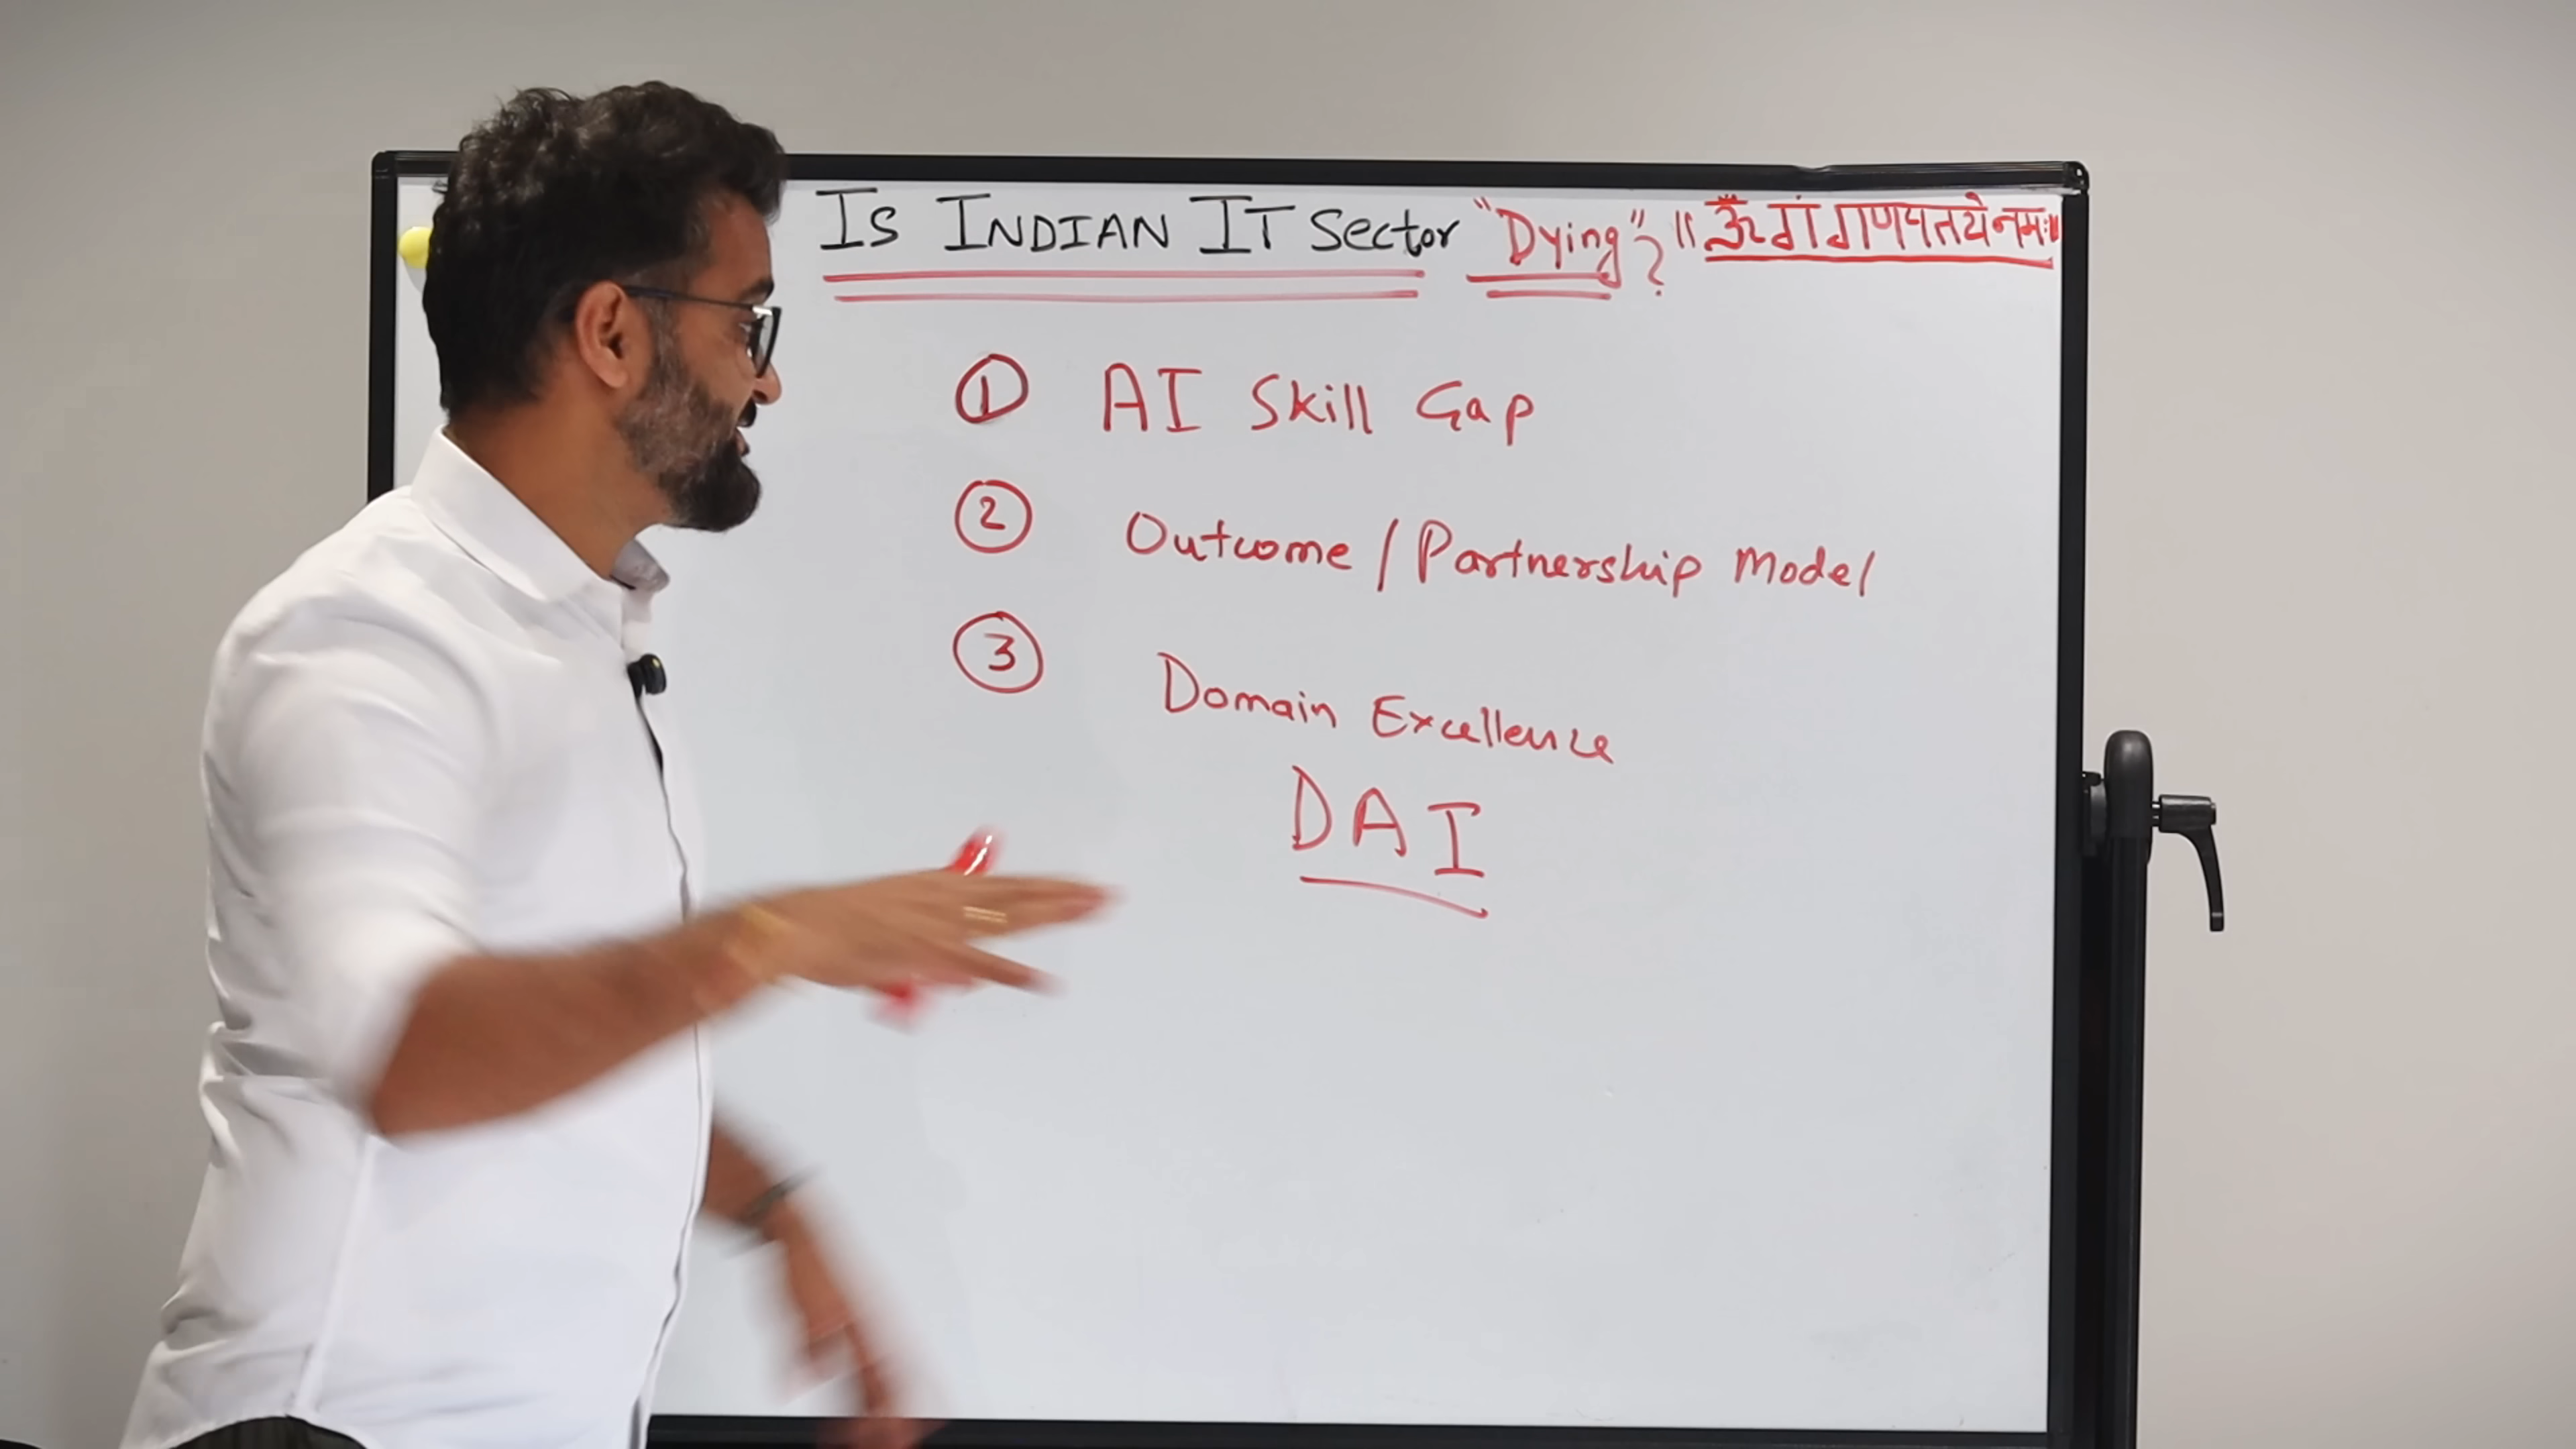 Is INDIAN IT Sector "Dying"? ॥ ॐ गं गणपतये नमः॥
① AI Skill Gap
② Outcome / Partnership Model
③ Domain Excellence
DAI